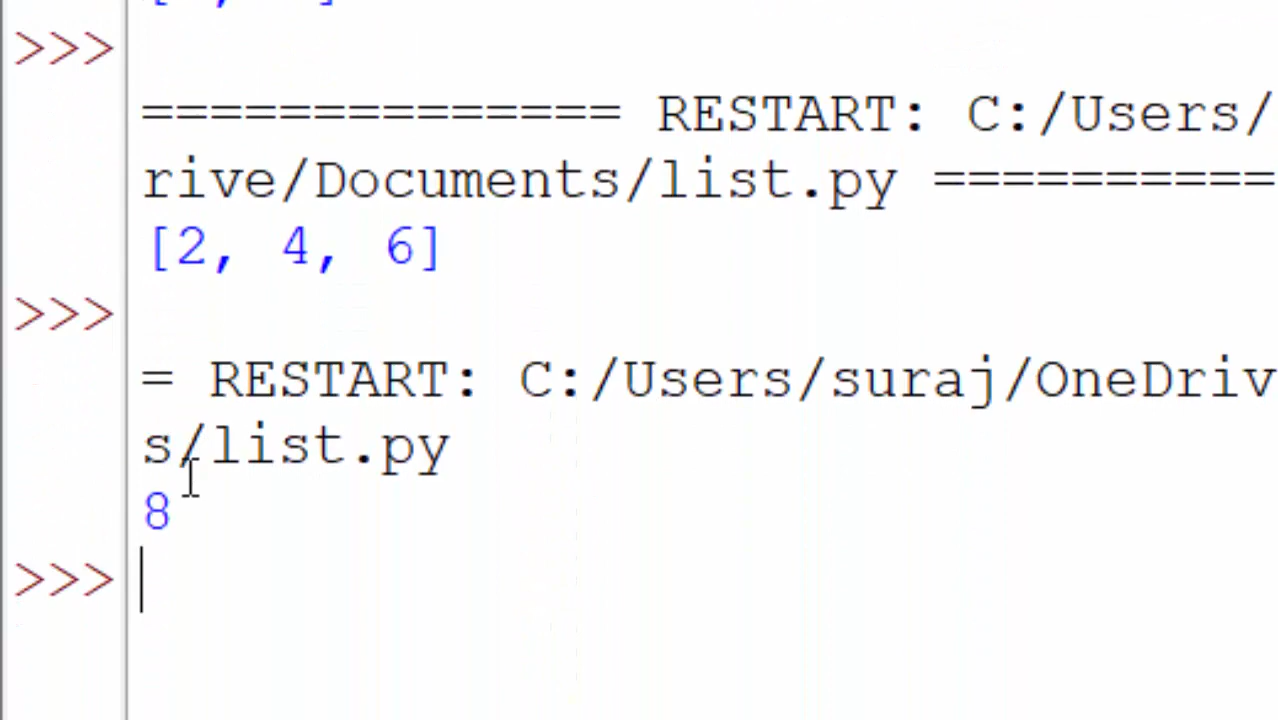 >>>
============== RESTART: C:/Users/
rive/Documents/list.py ==========
[2, 4, 6]
>>>
= RESTART: C:/Users/suraj/OneDriv
s/list.py
8
>>>